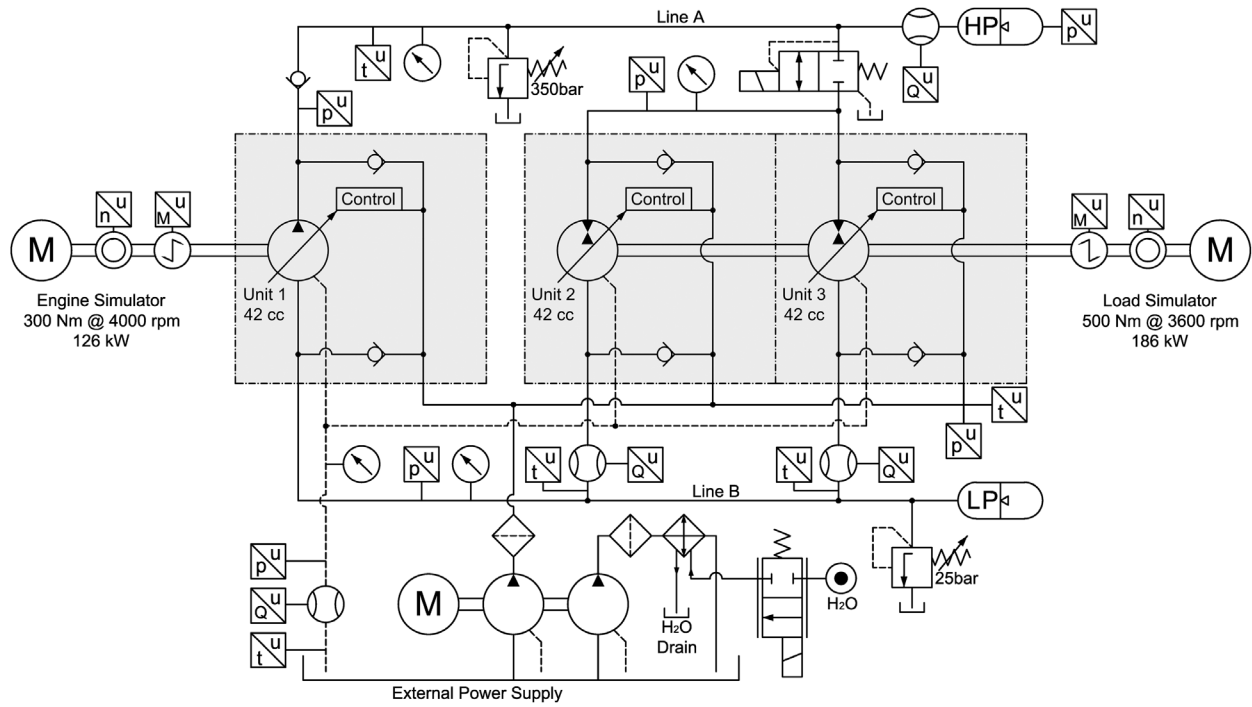 Line A
HP
p u
t u
350bar
p u
Q u
p u
Control
Control
Control
n u
M u
M u
n u
M
M
Engine Simulator
300 Nm @ 4000 rpm
126 kW
Unit 1
42 cc
Unit 2
42 cc
Unit 3
42 cc
Load Simulator
500 Nm @ 3600 rpm
186 kW
t u
p u
p u
t u
Q u
t u
Q u
Line B
LP
p u
Q u
t u
M
25bar
H2O
H2O
Drain
External Power Supply